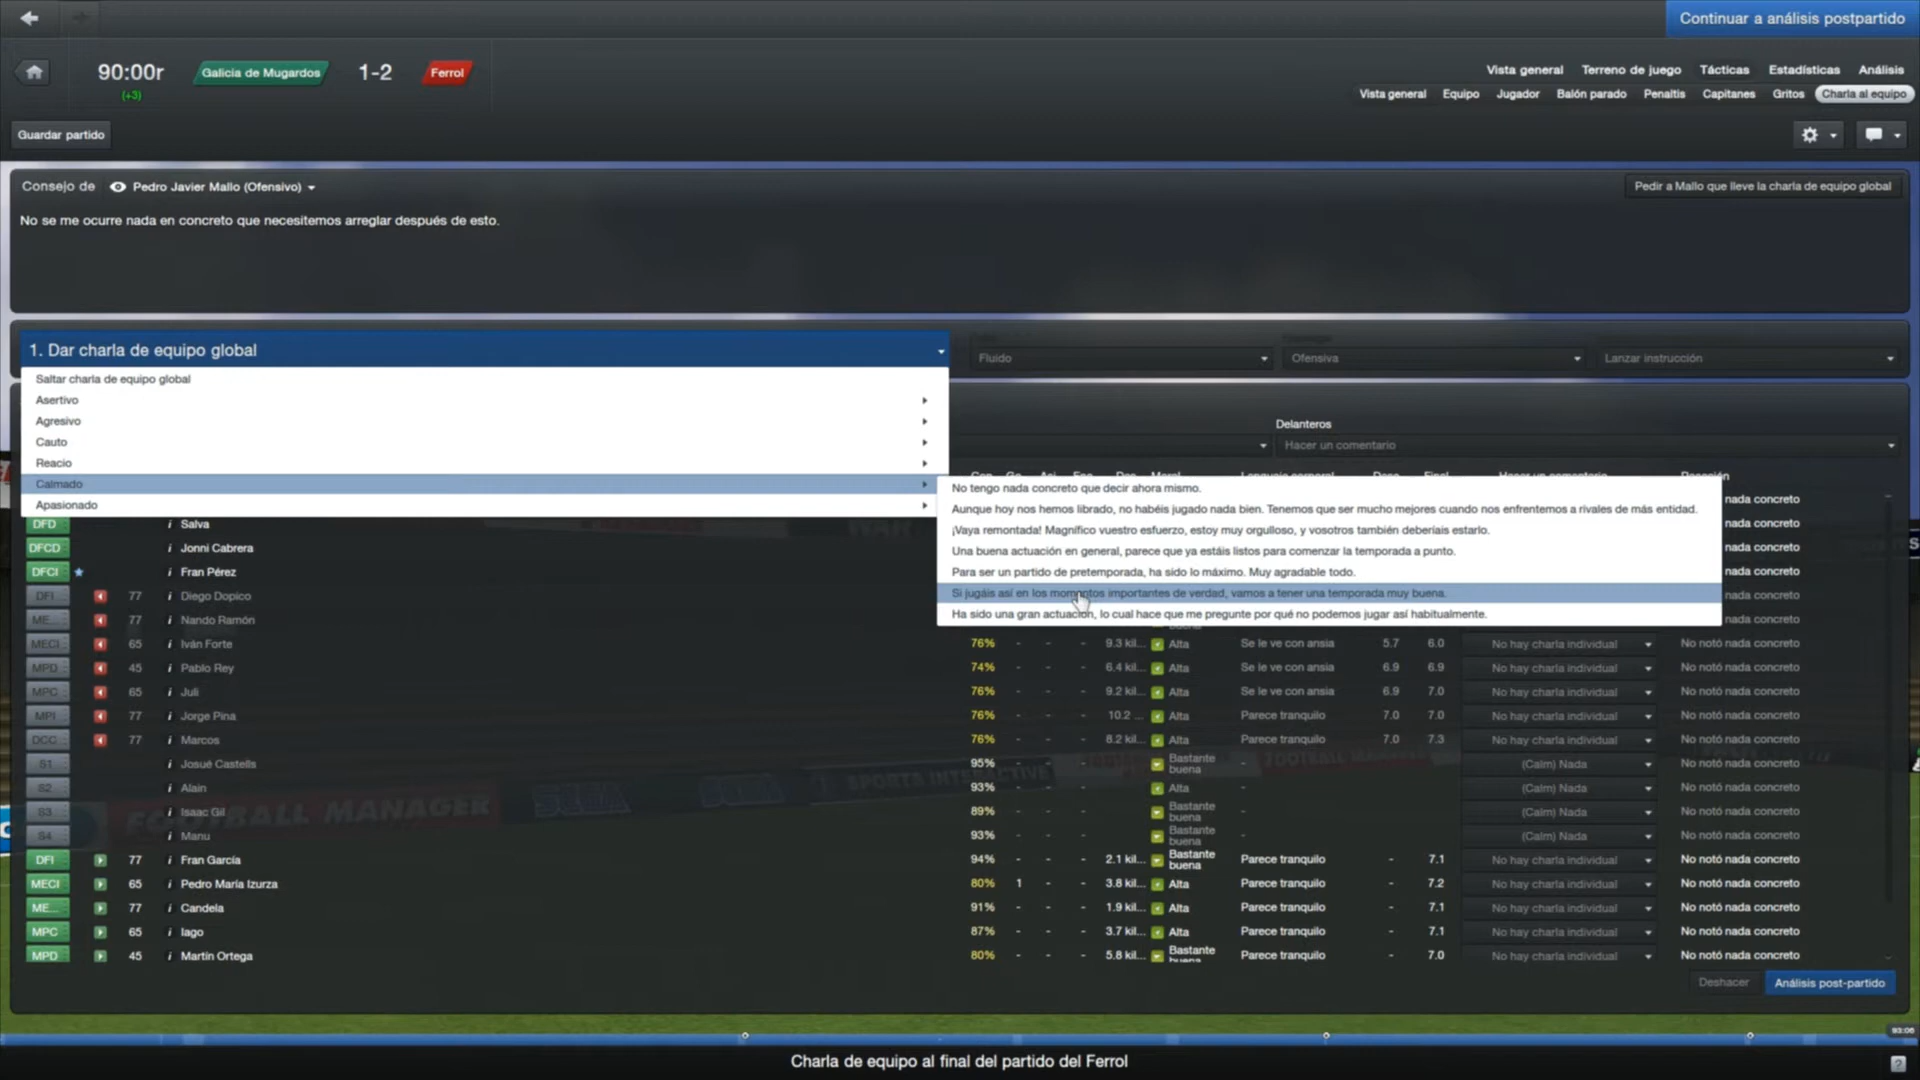 Continuar a análisis postpartido
90:00r
(+3)
Galicia de Mugardos
1-2
Ferrol
Vista general Terreno de juego Tácticas Estadísticas Análisis
Vista general Equipo Jugador Balón parado Penaltis Capitanes Gritos Charla al equipo
Guardar partido
Consejo de Pedro Javier Mallo (Ofensivo)
Pedir a Mallo que lleve la charla de equipo global
No se me ocurre nada en concreto que necesitemos arreglar después de esto.
1. Dar charla de equipo global
Fluido
Ofensiva
Lanzar instrucción
Saltar charla de equipo global
Asertivo
Agresivo
Cauto
Reacio
Calmado
Apasionado
Delanteros
Hacer un comentario
No tengo nada concreto que decir ahora mismo.
Aunque hoy nos hemos librado, no habéis jugado nada bien. Tenemos que ser mucho mejores cuando nos enfrentemos a rivales de más entidad.
¡Vaya remontada! Magnífico vuestro esfuerzo, estoy muy orgulloso, y vosotros también deberíais estarlo.
Una buena actuación en general, parece que ya estáis listos para comenzar la temporada a punto.
Para ser un partido de pretemporada, ha sido lo máximo. Muy agradable todo.
Si jugáis así en los momentos importantes de verdad, vamos a tener una temporada muy buena.
Ha sido una gran actuación, lo cual hace que me pregunte por qué no podemos jugar así habitualmente.
nada concreto
DFD i Salva nada concreto
DFCD i Jonni Cabrera nada concreto
DFCI i Fran Pérez nada concreto
DFI 77 i Diego Dopico nada concreto
ME... 77 i Nando Ramón nada concreto
MECI 65 i Iván Forte 76% - - - 9.3 kil... Alta Se le ve con ansia 5.7 6.0 No hay charla individual No notó nada concreto
MPD 45 i Pablo Rey 74% - - - 6.4 kil... Alta Se le ve con ansia 6.9 6.9 No hay charla individual No notó nada concreto
MPC 65 i Juli 76% - - - 9.2 kil... Alta Se le ve con ansia 6.9 7.0 No hay charla individual No notó nada concreto
MPI 77 i Jorge Pina 76% - - - 10.2 ... Alta Parece tranquilo 7.0 7.0 No hay charla individual No notó nada concreto
DCC 77 i Marcos 76% - - - 8.2 kil... Alta Parece tranquilo 7.0 7.3 No hay charla individual No notó nada concreto
S1 i Josué Castells 95% Bastante buena - (Calm) Nada No notó nada concreto
S2 i Alain 93% Alta - (Calm) Nada No notó nada concreto
S3 i Isaac Gil 89% Bastante buena - (Calm) Nada No notó nada concreto
S4 i Manu 93% Bastante buena - (Calm) Nada No notó nada concreto
DFI 77 i Fran García 94% - - - 2.1 kil... Bastante buena Parece tranquilo - 7.1 No hay charla individual No notó nada concreto
MECI 65 i Pedro María Izurza 80% 1 - - 3.8 kil... Alta Parece tranquilo - 7.2 No hay charla individual No notó nada concreto
ME... 77 i Candela 91% - - - 1.9 kil... Alta Parece tranquilo - 7.1 No hay charla individual No notó nada concreto
MPC 65 i Iago 87% - - - 3.7 kil... Alta Parece tranquilo - 7.1 No hay charla individual No notó nada concreto
MPD 45 i Martín Ortega 80% - - - 5.8 kil... Bastante buena Parece tranquilo - 7.0 No hay charla individual No notó nada concreto
FOOTBALL MANAGER
SEGA
SEGA
SPORTS INTERACTIVE
FOOTBALL MANAGER
Deshacer
Análisis post-partido
93:06
Charla de equipo al final del partido del Ferrol
?